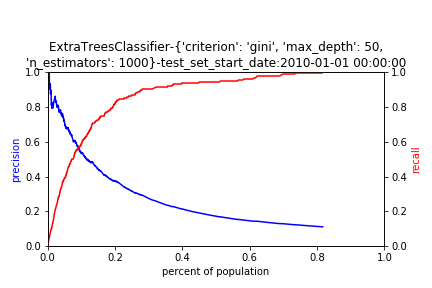 ExtraTreesClassifier-{'criterion': 'gini', 'max_depth': 50,
'n_estimators': 1000}-test_set_start_date:2010-01-01 00:00:00
1.0
0.8
0.6
0.4
0.2
0.0
precision
1.0
0.8
0.6
0.4
0.2
0.0
recall
0.0 0.2 0.4 0.6 0.8 1.0
percent of population